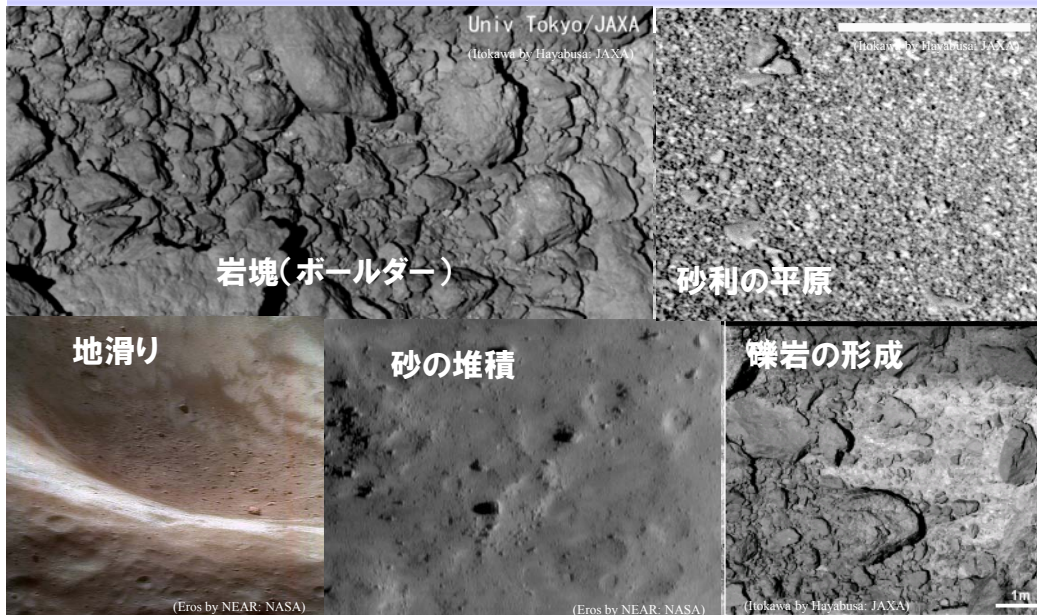 Univ Tokyo/JAXA
(Itokawa by Hayabusa: JAXA)
(Itokawa by Hayabusa: JAXA)
岩塊(ボールダー)
砂利の平原
地滑り
砂の堆積
礫岩の形成
(Eros by NEAR: NASA)
(Eros by NEAR: NASA)
(Itokawa by Hayabusa: JAXA)
1m